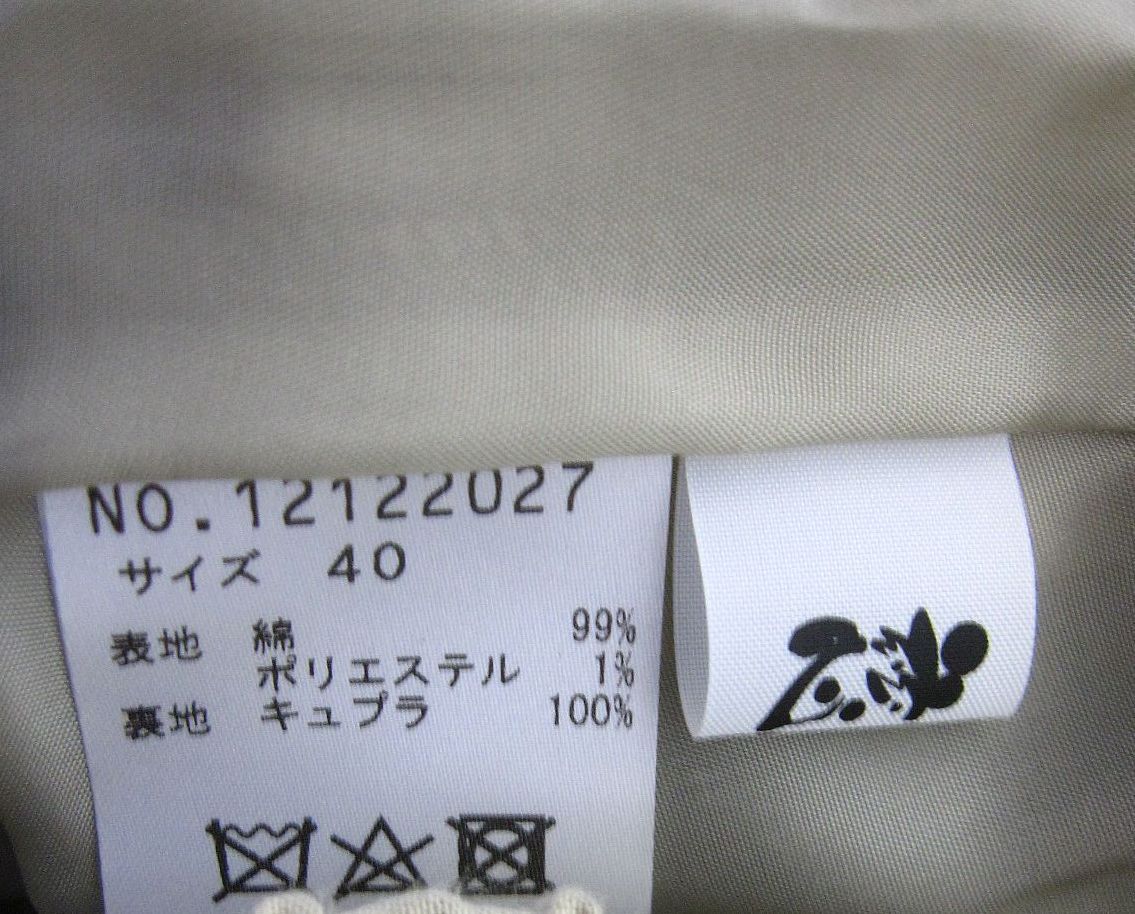 NO.12122027
サイズ 40
表地 綿 99%
ポリエステル 1%
裏地 キュプラ 100%